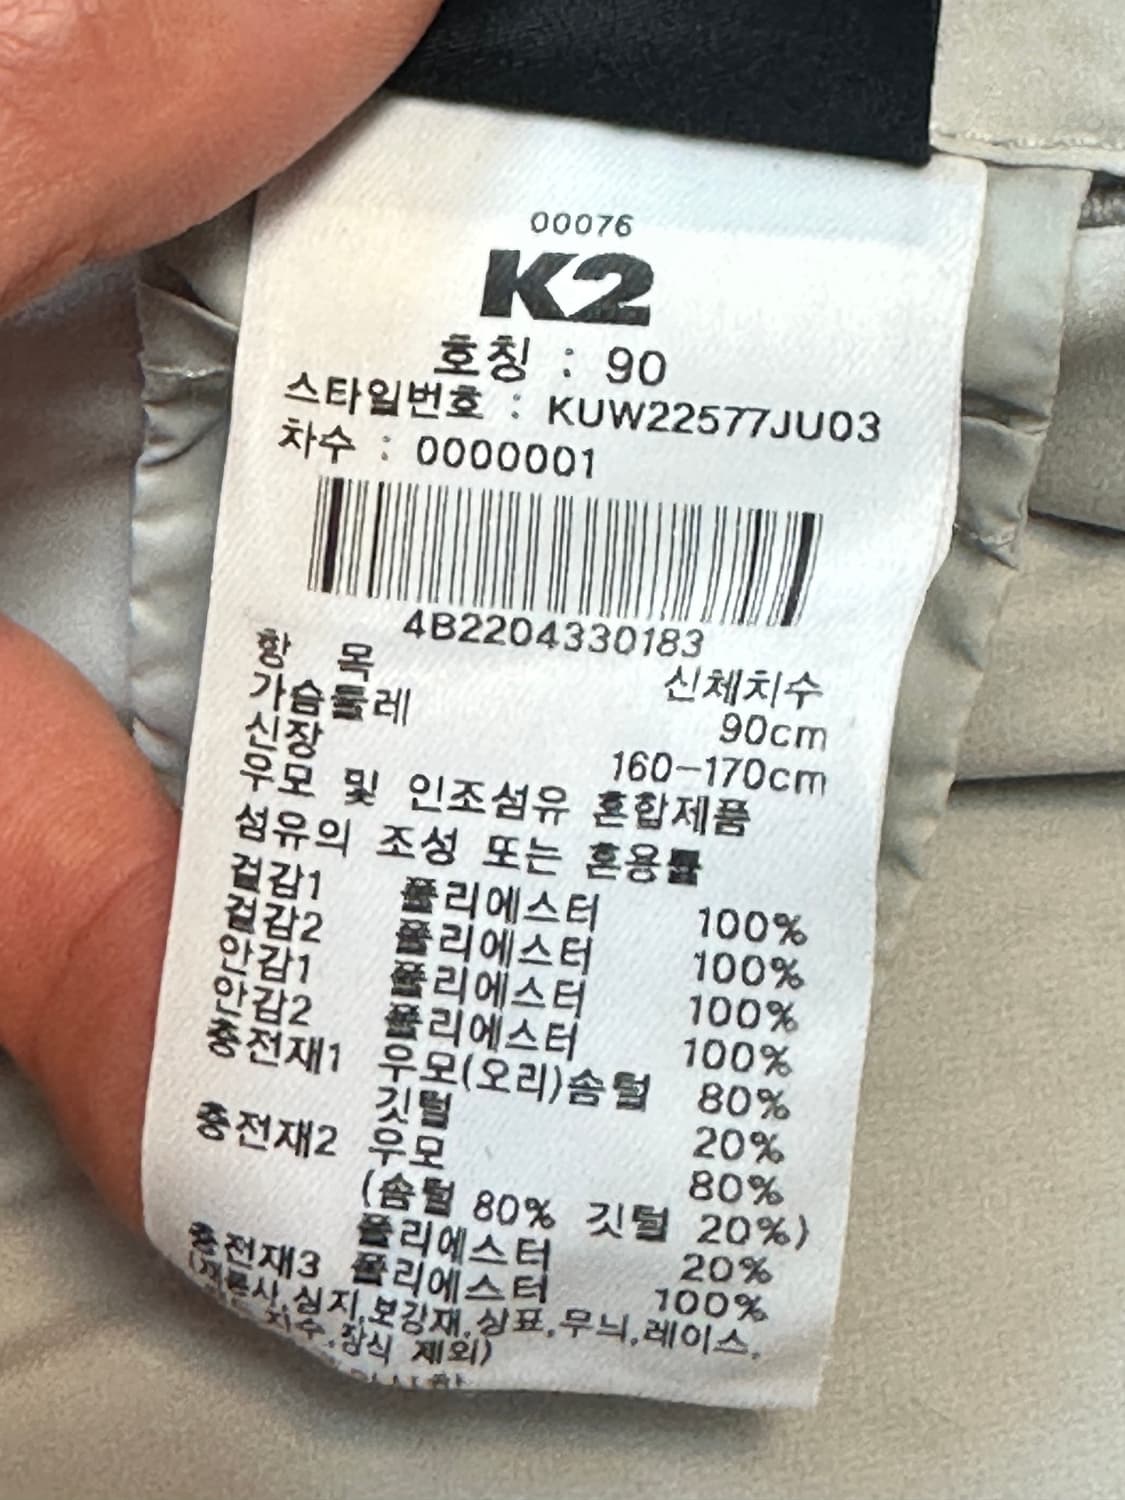 00076
K2
호칭 : 90
스타일번호 : KUW22577JU03
차수 : 0000001
4B2204330183
항 목 신체치수
가슴둘레 90cm
신장 160-170cm
우모 및 인조섬유 혼합제품
섬유의 조성 또는 혼용률
겉감1 폴리에스터 100%
겉감2 폴리에스터 100%
안감1 폴리에스터 100%
안감2 폴리에스터 100%
충전재1 우모(오리)솜털 80%
깃털 20%
충전재2 우모 80%
(솜털 80% 깃털 20%)
폴리에스터 20%
충전재3 폴리에스터 100%
(재봉사,심지,보강재,상표,무늬,레이스,
자수,장식 제외)